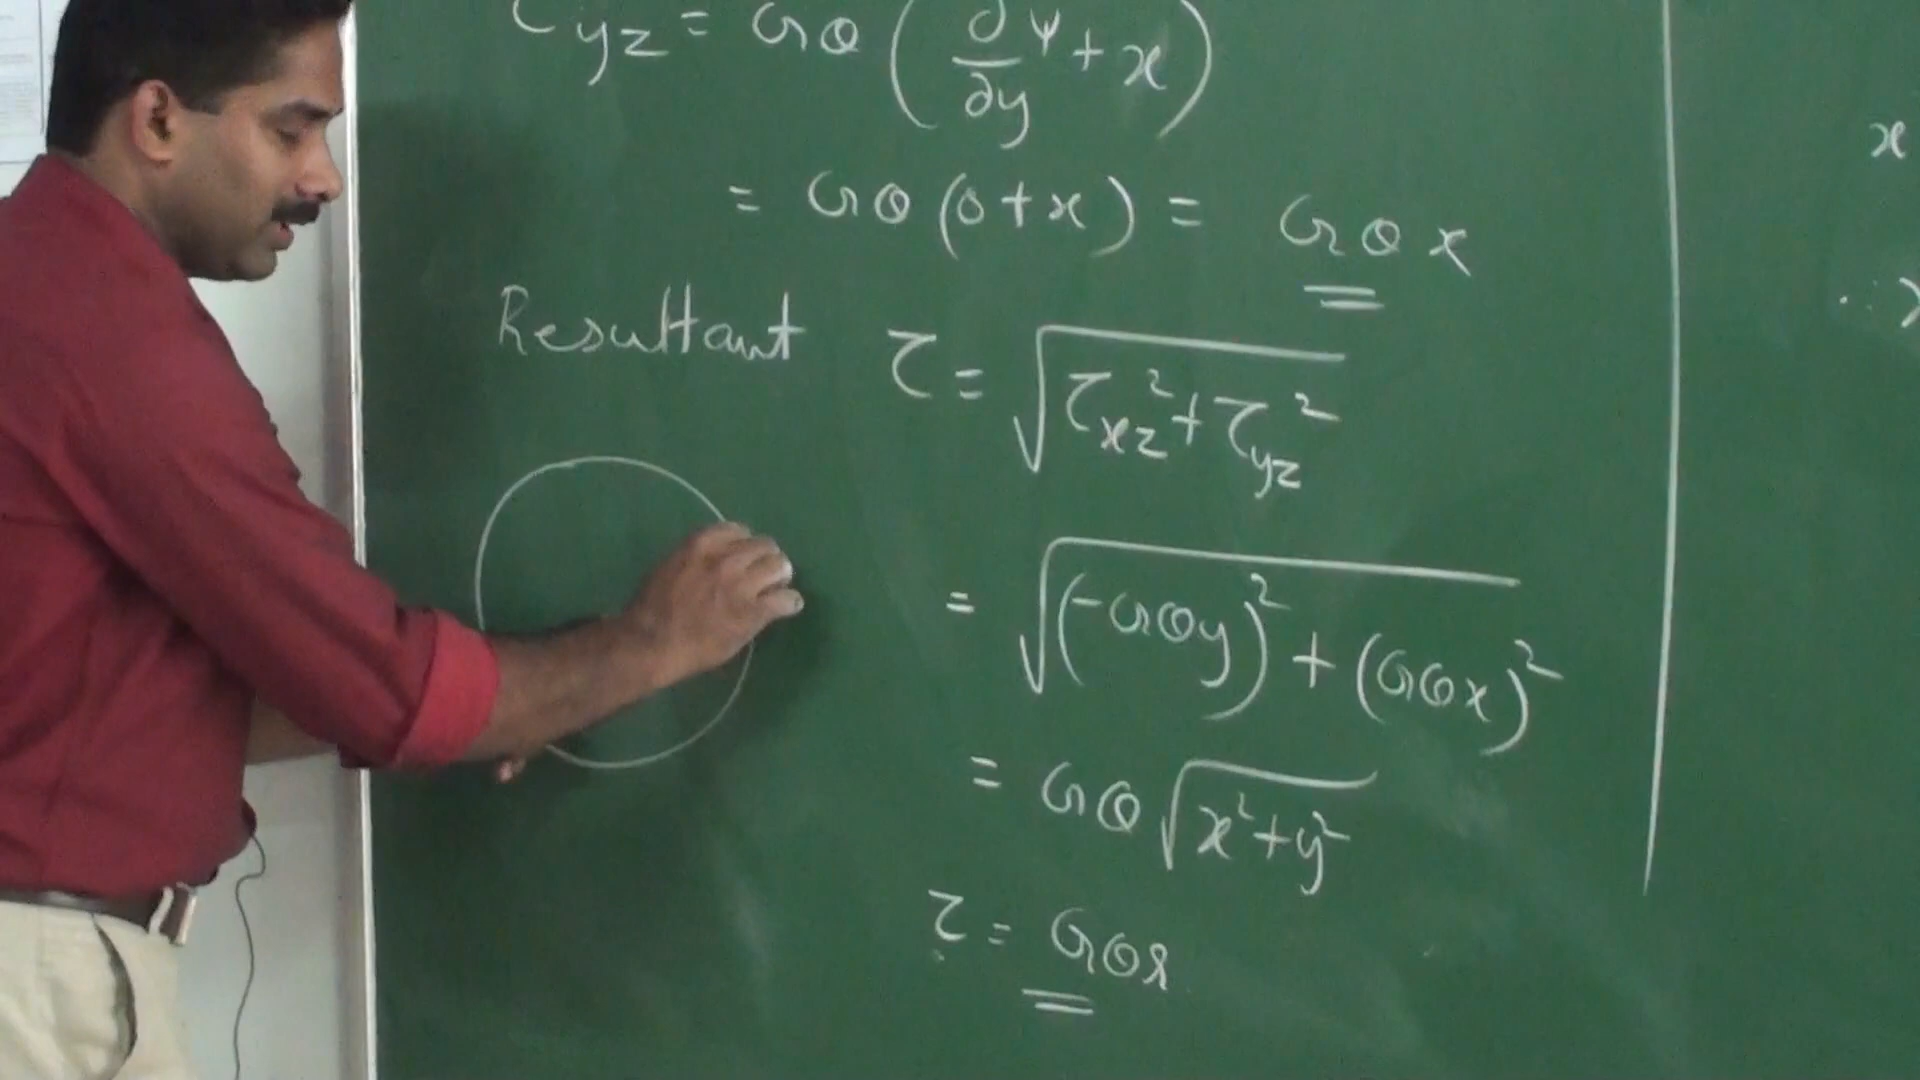 τyz = Gθ (∂ψ/∂y + x)
= Gθ (0 + x) = Gθx
Resultant τ = √(τxz² + τyz²)
= √((-Gθy)² + (Gθx)²)
= Gθ √(x² + y²)
τ = Gθr
x